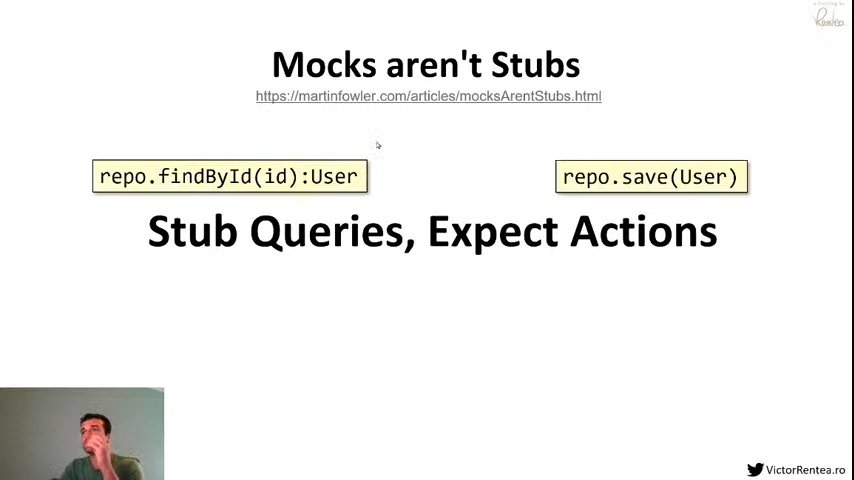 Rentea
Mocks aren't Stubs
https://martinfowler.com/articles/mocksArentStubs.html
repo.findById(id):User
repo.save(User)
Stub Queries, Expect Actions
VictorRentea.ro